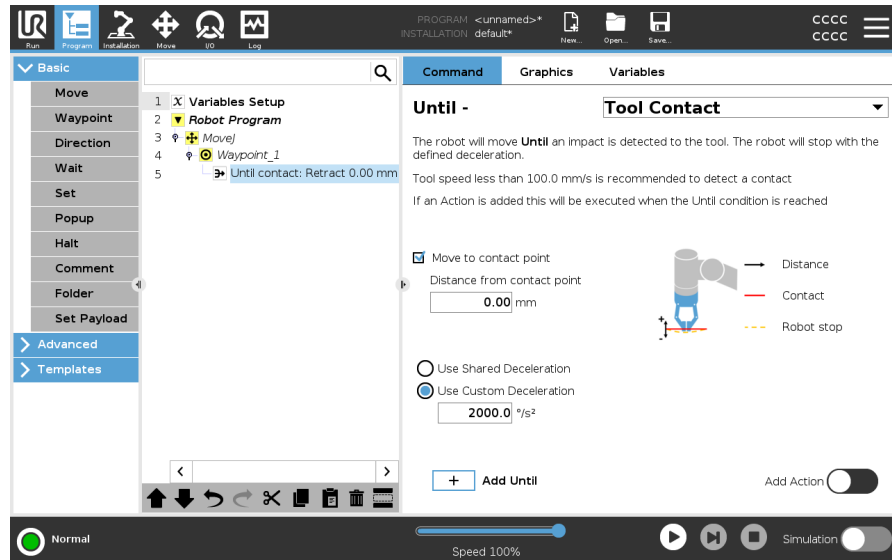 PROGRAM <unnamed>*
INSTALLATION default*
CCCC
CCCC
Run Program Installation Move I/O Log New... Open... Save...
Basic
Move
Waypoint
Direction
Wait
Set
Popup
Halt
Comment
Folder
Set Payload
Advanced
Templates
1 X Variables Setup
2 Robot Program
3 MoveJ
4 Waypoint_1
5 Until contact: Retract 0.00 mm
Command Graphics Variables
Until - Tool Contact
The robot will move Until an impact is detected to the tool. The robot will stop with the
defined deceleration.
Tool speed less than 100.0 mm/s is recommended to detect a contact
If an Action is added this will be executed when the Until condition is reached
Move to contact point
Distance from contact point
0.00 mm
+
-
Distance
Contact
Robot stop
Use Shared Deceleration
Use Custom Deceleration
2000.0 °/s²
+ Add Until
Add Action
Normal
Speed 100%
Simulation